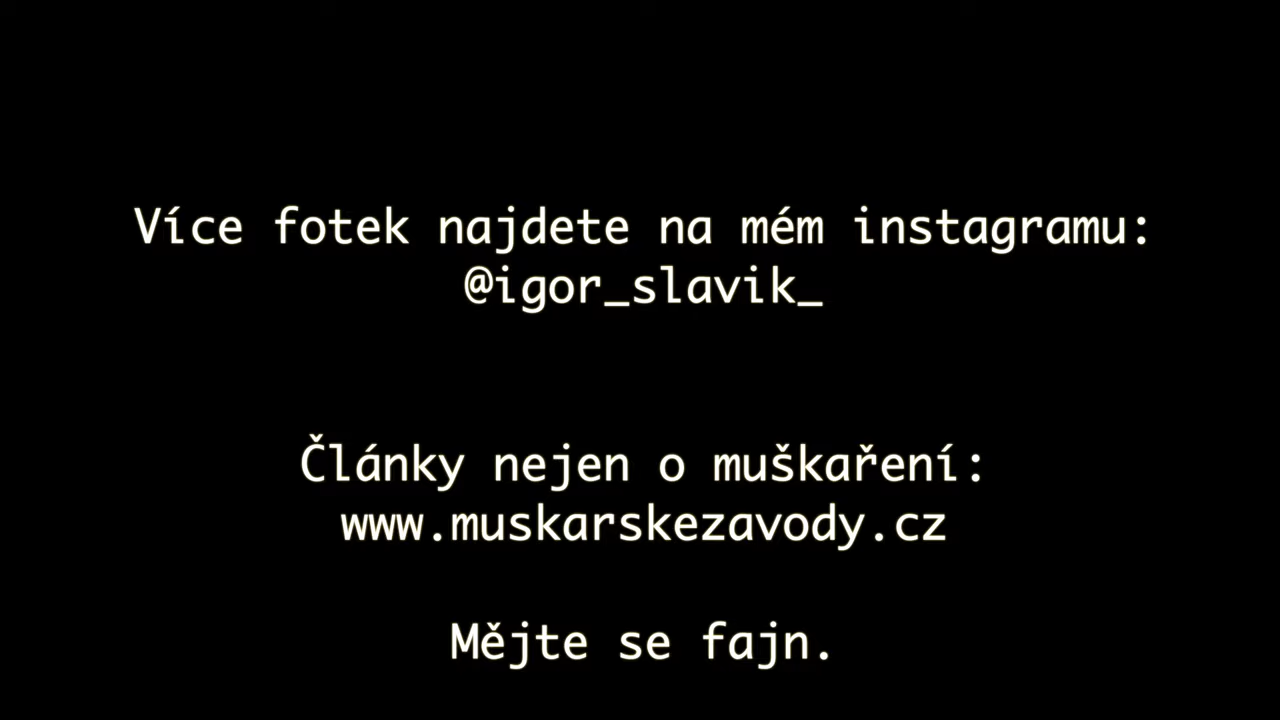 Více fotek najdete na mém instagramu:
@igor_slavik_
Články nejen o muškaření:
www.muskarskezavody.cz
Mějte se fajn.